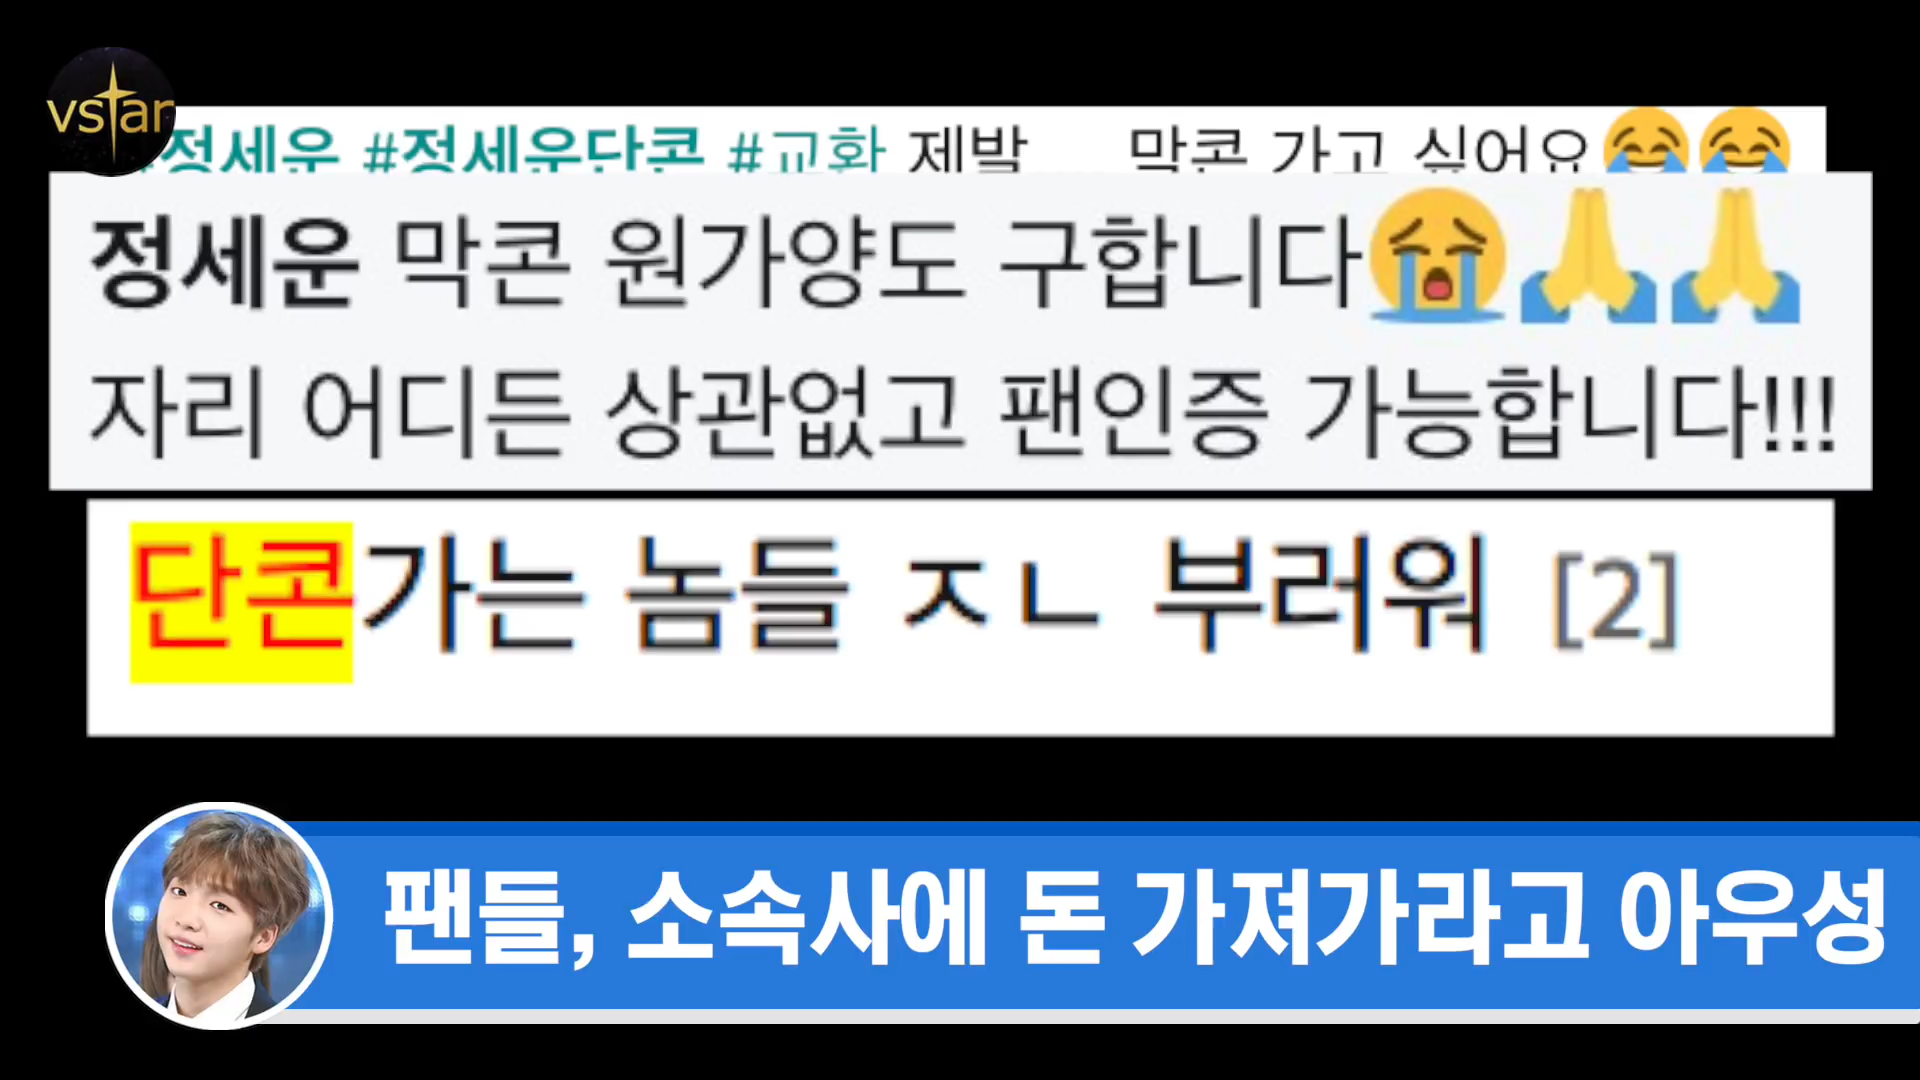 vstar
#정세운 #정세운단콘 #교환 제발.... 막콘 가고 싶어요
정세운 막콘 원가양도 구합니다
자리 어디든 상관없고 팬인증 가능합니다!!!
단콘가는 놈들 ㅈㄴ 부러워 [2]
팬들, 소속사에 돈 가져가라고 아우성